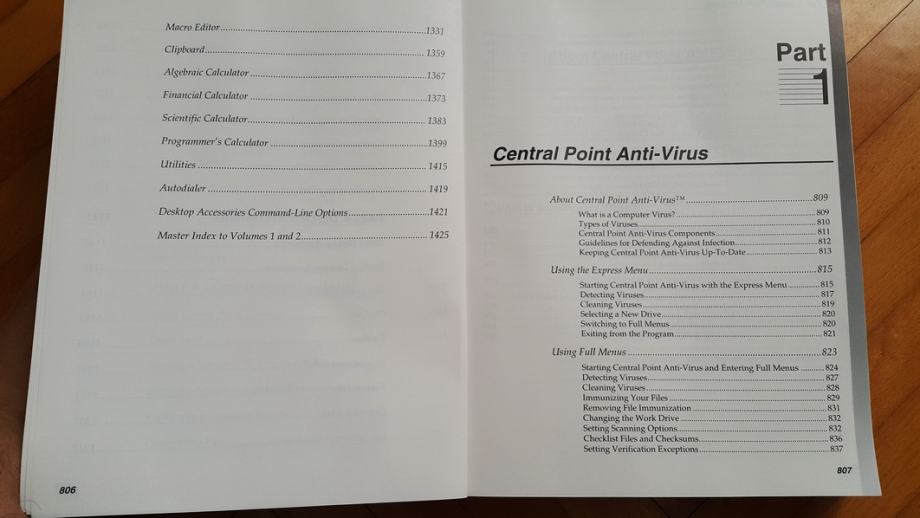 Macro Editor......1331
Clipboard......1359
Algebraic Calculator......1367
Financial Calculator......1373
Scientific Calculator......1383
Programmer's Calculator......1399
Utilities......1415
Autodialer......1419
Desktop Accessories Command-Line Options......1421
Master Index to Volumes 1 and 2......1425
806
Part
1
Central Point Anti-Virus
About Central Point Anti-Virus™......809
What is a Computer Virus?......809
Types of Viruses......810
Central Point Anti-Virus Components......811
Guidelines for Defending Against Infection......812
Keeping Central Point Anti-Virus Up-To-Date......813
Using the Express Menu......815
Starting Central Point Anti-Virus with the Express Menu......815
Detecting Viruses......817
Cleaning Viruses......819
Selecting a New Drive......820
Switching to Full Menus......820
Exiting from the Program......821
Using Full Menus......823
Starting Central Point Anti-Virus and Entering Full Menus......824
Detecting Viruses......827
Cleaning Viruses......828
Immunizing Your Files......829
Removing File Immunization......831
Changing the Work Drive......832
Setting Scanning Options......832
Checklist Files and Checksums......836
Setting Verification Exceptions......837
807